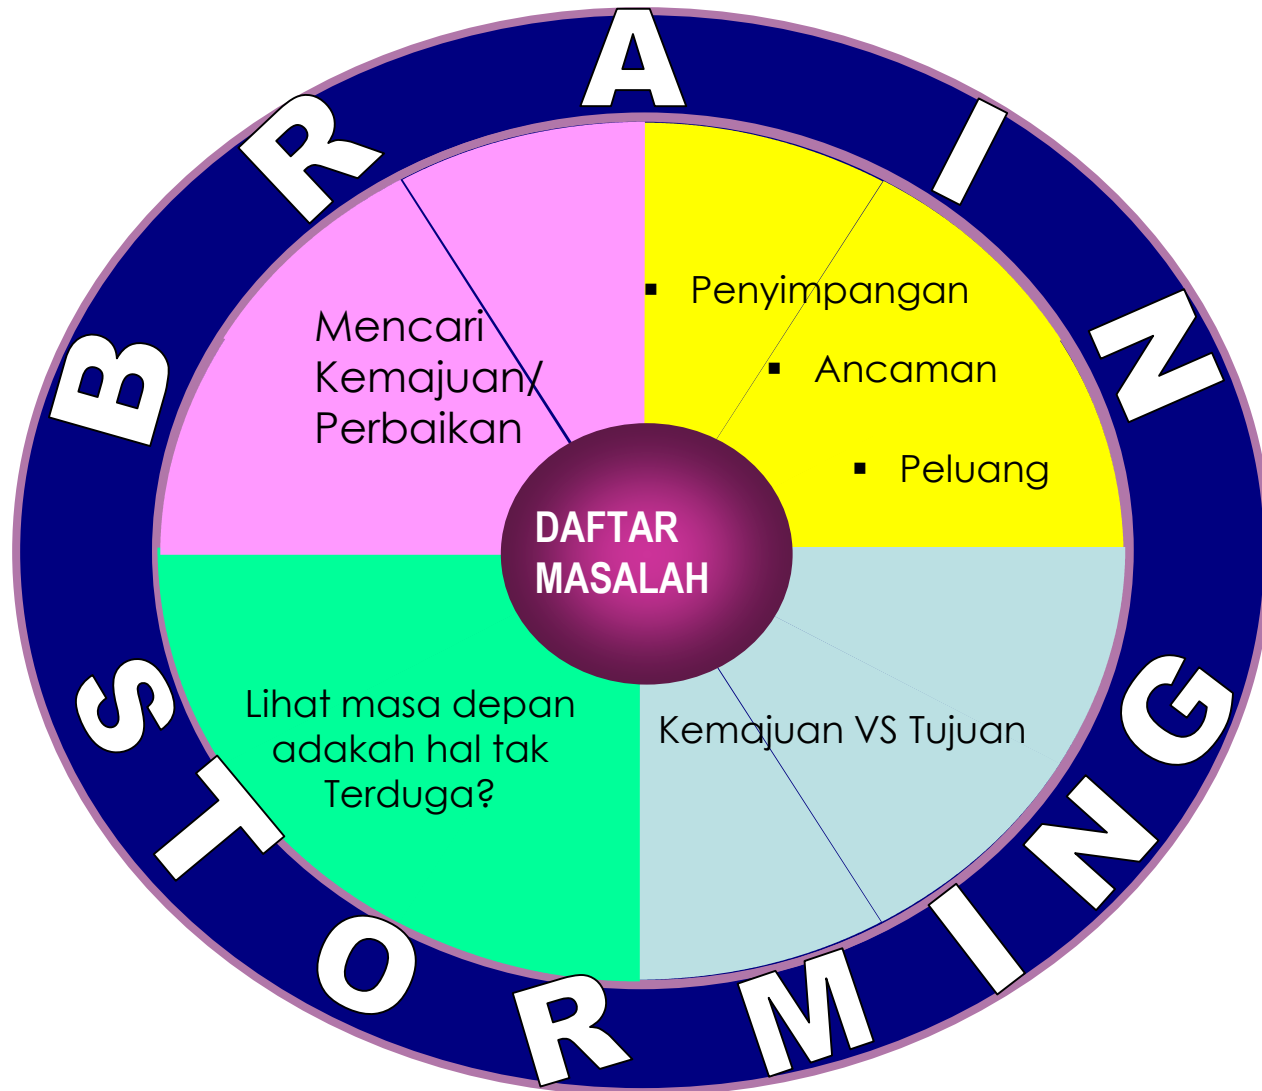 BRAIN
STORMING
Mencari
Kemajuan/
Perbaikan
▪ Penyimpangan
▪ Ancaman
▪ Peluang
DAFTAR
MASALAH
Lihat masa depan
adakah hal tak
Terduga?
Kemajuan VS Tujuan